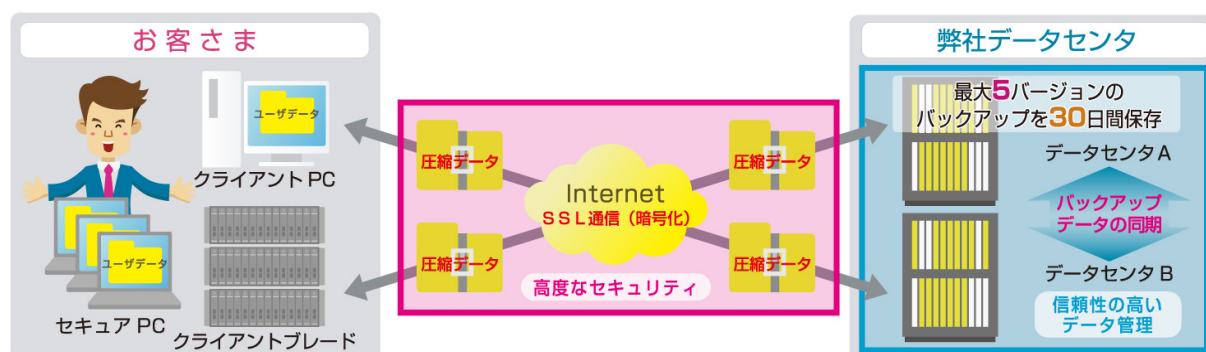 お客さま
ユーザデータ
クライアントPC
ユーザデータ
セキュアPC
クライアントブレード
圧縮データ
圧縮データ
Internet
SSL通信（暗号化）
圧縮データ
圧縮データ
高度なセキュリティ
弊社データセンタ
最大5バージョンの
バックアップを30日間保存
データセンタA
バックアップ
データの同期
データセンタB
信頼性の高い
データ管理